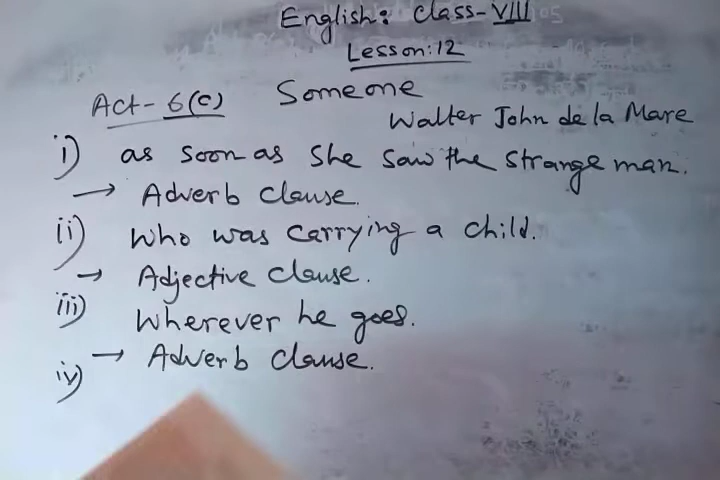 English: Class-VIII
Lesson:12
Act-6(c) Someone
Walter John de la Mare
i) as soon as She saw the strange man.
→ Adverb clause.
ii) Who was carrying a child.
→ Adjective clause.
iii) Wherever he goes.
→ Adverb clause.
iv)